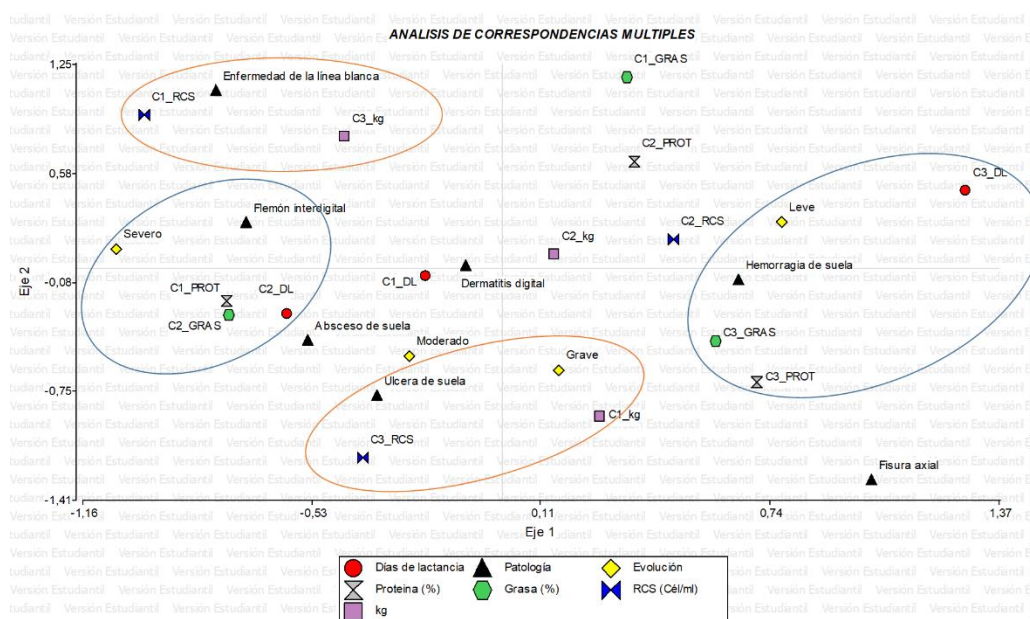 ANALISIS DE CORRESPONDENCIAS MULTIPLES
1,25
C1_GRAS
Enfermedad de la línea blanca
C1_RCS
C3_kg
C2_PROT
0,58
C3_DL
Flemón interdigital
Leve
Severo
C2_RCS
C2_kg
Eje 2
-0,08
C1_PROT
C2_DL
C1_DL
Dermatitis digital
Hemorragia de suela
C2_GRAS
Absceso de suela
C3_GRAS
Moderado
Grave
-0,75
Ulcera de suela
C3_PROT
C1_kg
C3_RCS
Fisura axial
-1,41
-1,16
-0,53
0,11
0,74
1,37
Eje 1
Días de lactancia
Patología
Evolución
Proteina (%)
Grasa (%)
RCS (Cél/ml)
kg
Versión Estudiantil